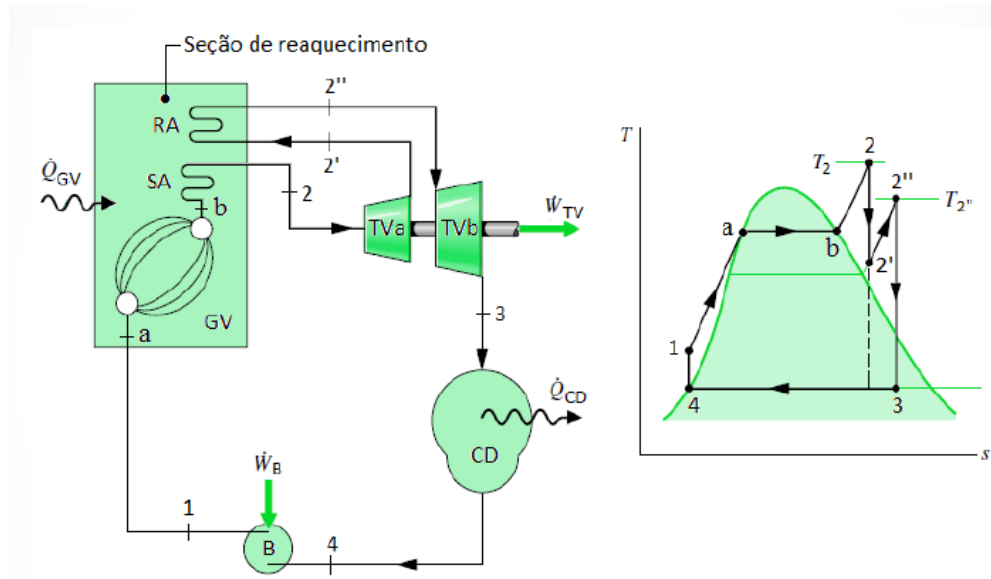 Seção de reaquecimento
2''
RA
2'
Q̇GV
SA
2
b
TVa
TVb
ẆTV
GV
a
3
Q̇CD
CD
ẆB
1
B
4
T
2
T2
2''
T2''
a
b
2'
1
4
3
s